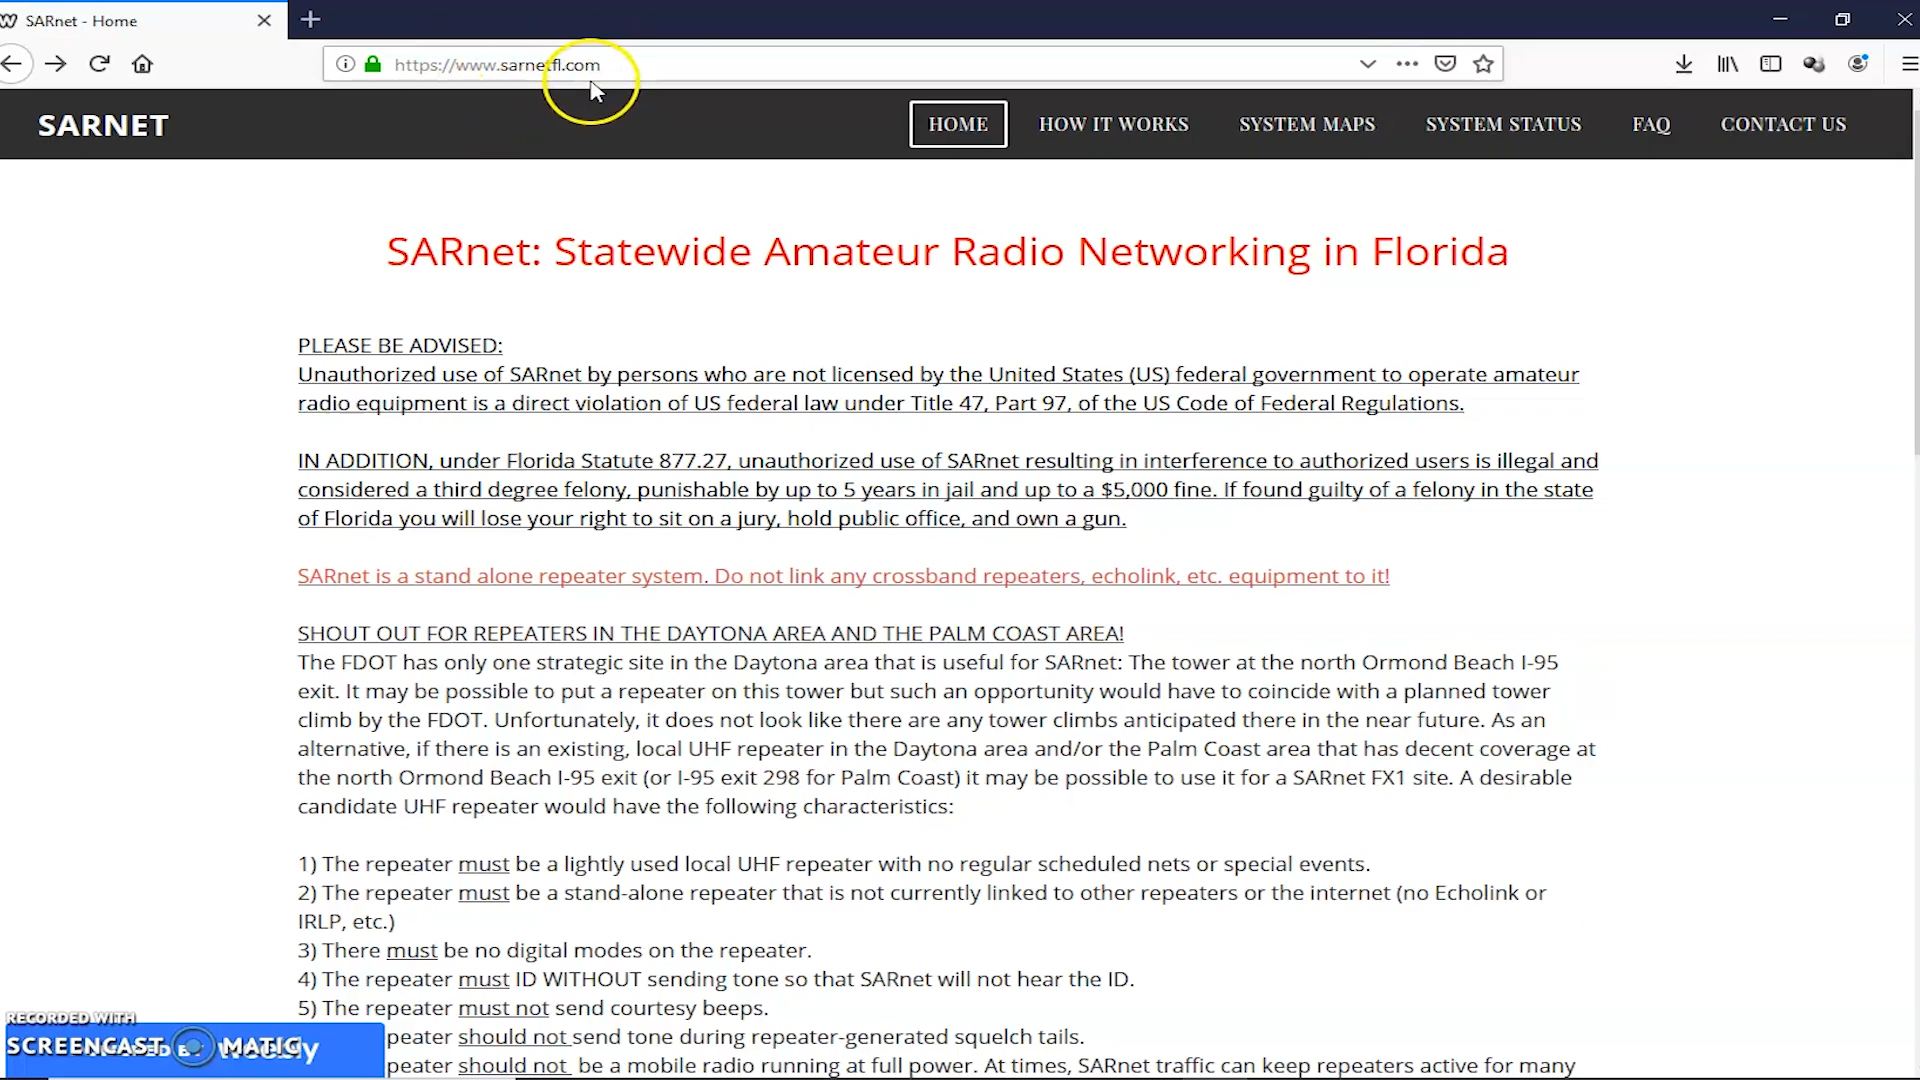 SARnet - Home
https://www.sarnetfl.com
SARNET
HOME
HOW IT WORKS
SYSTEM MAPS
SYSTEM STATUS
FAQ
CONTACT US
SARnet: Statewide Amateur Radio Networking in Florida
PLEASE BE ADVISED:
Unauthorized use of SARnet by persons who are not licensed by the United States (US) federal government to operate amateur
radio equipment is a direct violation of US federal law under Title 47, Part 97, of the US Code of Federal Regulations.
IN ADDITION, under Florida Statute 877.27, unauthorized use of SARnet resulting in interference to authorized users is illegal and
considered a third degree felony, punishable by up to 5 years in jail and up to a $5,000 fine. If found guilty of a felony in the state
of Florida you will lose your right to sit on a jury, hold public office, and own a gun.
SARnet is a stand alone repeater system. Do not link any crossband repeaters, echolink, etc. equipment to it!
SHOUT OUT FOR REPEATERS IN THE DAYTONA AREA AND THE PALM COAST AREA!
The FDOT has only one strategic site in the Daytona area that is useful for SARnet: The tower at the north Ormond Beach I-95
exit. It may be possible to put a repeater on this tower but such an opportunity would have to coincide with a planned tower
climb by the FDOT. Unfortunately, it does not look like there are any tower climbs anticipated there in the near future. As an
alternative, if there is an existing, local UHF repeater in the Daytona area and/or the Palm Coast area that has decent coverage at
the north Ormond Beach I-95 exit (or I-95 exit 298 for Palm Coast) it may be possible to use it for a SARnet FX1 site. A desirable
candidate UHF repeater would have the following characteristics:
1) The repeater must be a lightly used local UHF repeater with no regular scheduled nets or special events.
2) The repeater must be a stand-alone repeater that is not currently linked to other repeaters or the internet (no Echolink or
IRLP, etc.)
3) There must be no digital modes on the repeater.
4) The repeater must ID WITHOUT sending tone so that SARnet will not hear the ID.
5) The repeater must not send courtesy beeps.
peater should not send tone during repeater-generated squelch tails.
peater should not be a mobile radio running at full power. At times, SARnet traffic can keep repeaters active for many
RECORDED WITH
SCREENCAST MATIC